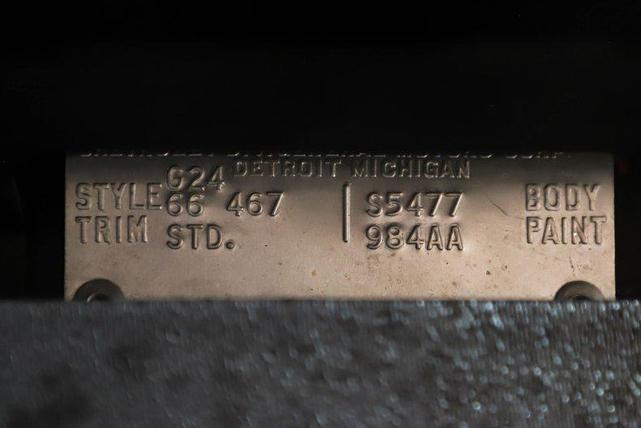 DETROIT MICHIGAN
G24
STYLE 66 467 S5477 BODY
TRIM STD. 984AA PAINT